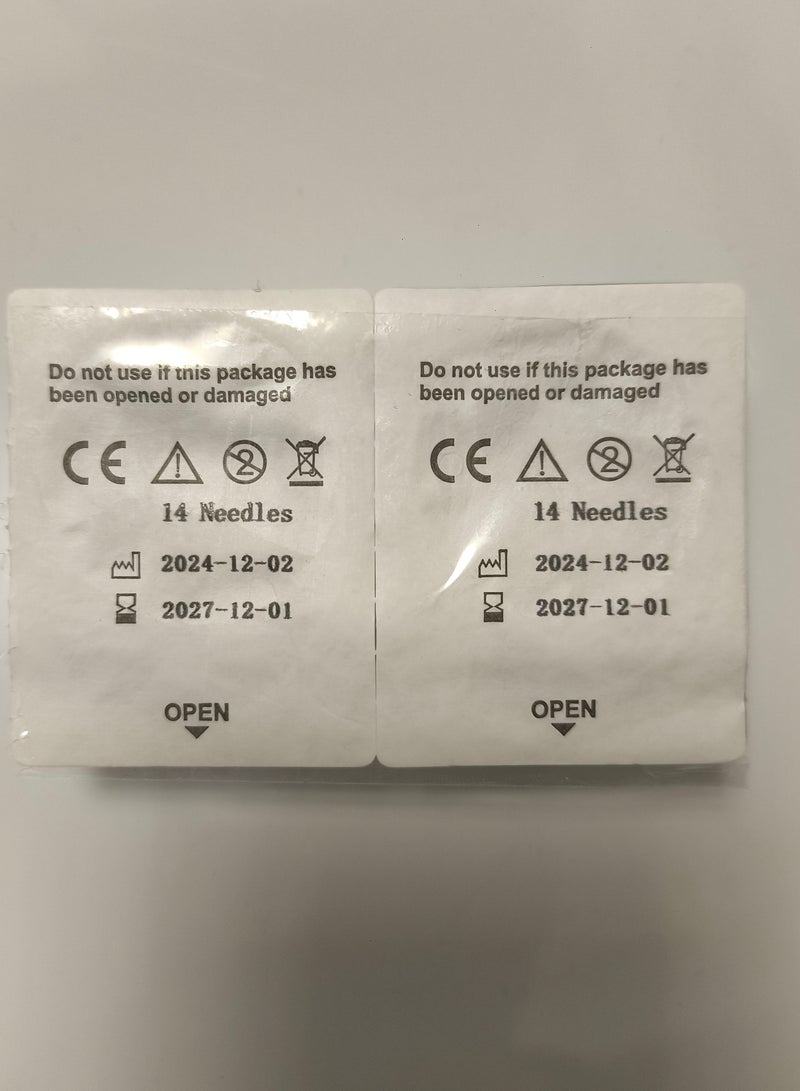 Do not use if this package has
been opened or damaged
CE
2
14 Needles
2024-12-02
2027-12-01
OPEN
Do not use if this package has
been opened or damaged
CE
2
14 Needles
2024-12-02
2027-12-01
OPEN